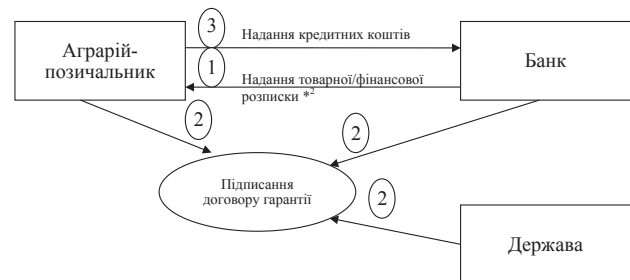 3
Надання кредитних коштів
Аграрій-
позичальник
Банк
1
Надання товарної/фінансової
розписки *2
2
2
Підписання
договору гарантії
2
Держава